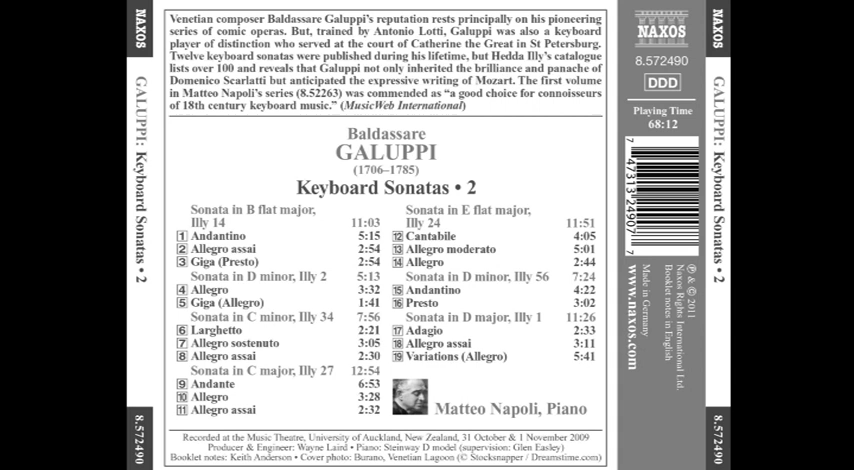 NAXOS
GALUPPI: Keyboard Sonatas • 2
8.572490
Venetian composer Baldassare Galuppi's reputation rests principally on his pioneering
series of comic operas. But, trained by Antonio Lotti, Galuppi was also a keyboard
player of distinction who served at the court of Catherine the Great in St Petersburg.
Twelve keyboard sonatas were published during his lifetime, but Hedda Illy's catalogue
lists over 100 and reveals that Galuppi not only inherited the brilliance and panache of
Domenico Scarlatti but anticipated the expressive writing of Mozart. The first volume
in Matteo Napoli's series (8.52263) was commended as “a good choice for connoisseurs
of 18th century keyboard music.” (MusicWeb International)
Baldassare
GALUPPI
(1706–1785)
Keyboard Sonatas • 2
Sonata in B flat major,
Illy 14 11:03
1 Andantino 5:15
2 Allegro assai 2:54
3 Giga (Presto) 2:54
Sonata in D minor, Illy 2 5:13
4 Allegro 3:32
5 Giga (Allegro) 1:41
Sonata in C minor, Illy 34 7:56
6 Larghetto 2:21
7 Allegro sostenuto 3:05
8 Allegro assai 2:30
Sonata in C major, Illy 27 12:54
9 Andante 6:53
10 Allegro 3:28
11 Allegro assai 2:32
Sonata in E flat major,
Illy 24 11:51
12 Cantabile 4:05
13 Allegro moderato 5:01
14 Allegro 2:44
Sonata in D minor, Illy 56 7:24
15 Andantino 4:22
16 Presto 3:02
Sonata in D major, Illy 1 11:26
17 Adagio 2:33
18 Allegro assai 3:11
19 Variations (Allegro) 5:41
Matteo Napoli, Piano
Recorded at the Music Theatre, University of Auckland, New Zealand, 31 October & 1 November 2009
Producer & Engineer: Wayne Laird • Piano: Steinway D model (supervision: Glen Easley)
Booklet notes: Keith Anderson • Cover photo: Burano, Venetian Lagoon (© Stocksnapper / Dreamstime.com)
NAXOS
8.572490
DDD
Playing Time
68:12
7 47313 24907 7
℗ & © 2011
Naxos Rights International Ltd.
Booklet notes in English
Made in Germany
www.naxos.com
NAXOS
GALUPPI: Keyboard Sonatas • 2
8.572490